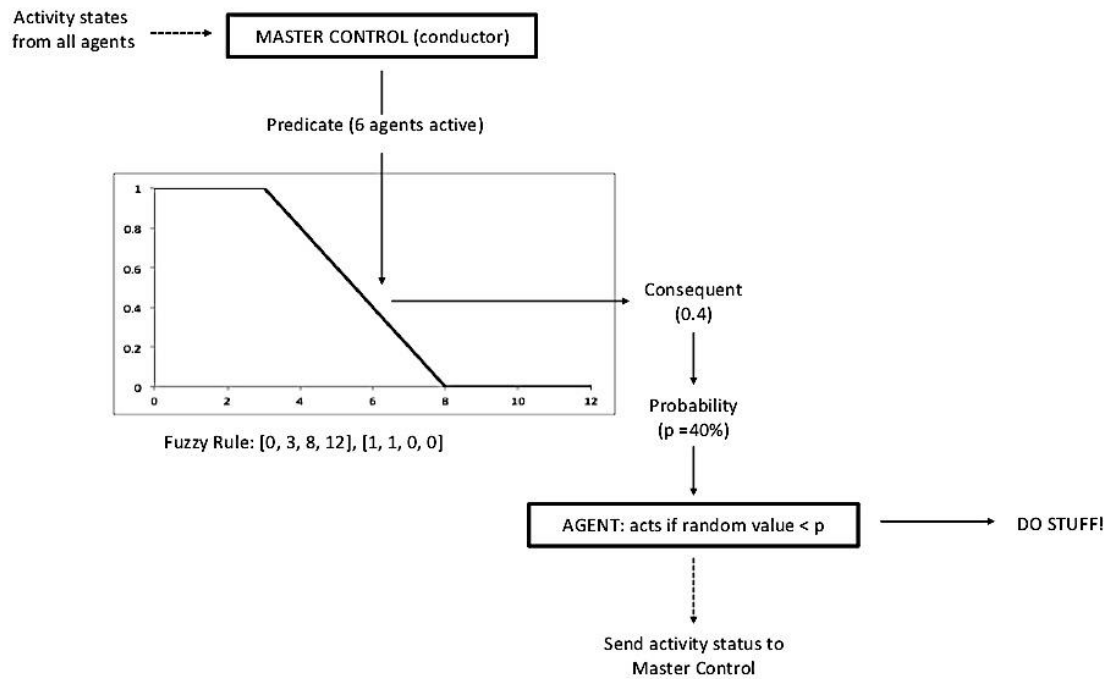 Activity states
from all agents
MASTER CONTROL (conductor)
Predicate (6 agents active)
1
0.8
0.6
0.4
0.2
0
0 2 4 6 8 10 12
Fuzzy Rule: [0, 3, 8, 12], [1, 1, 0, 0]
Consequent
(0.4)
Probability
(p =40%)
AGENT: acts if random value < p
DO STUFF!
Send activity status to
Master Control